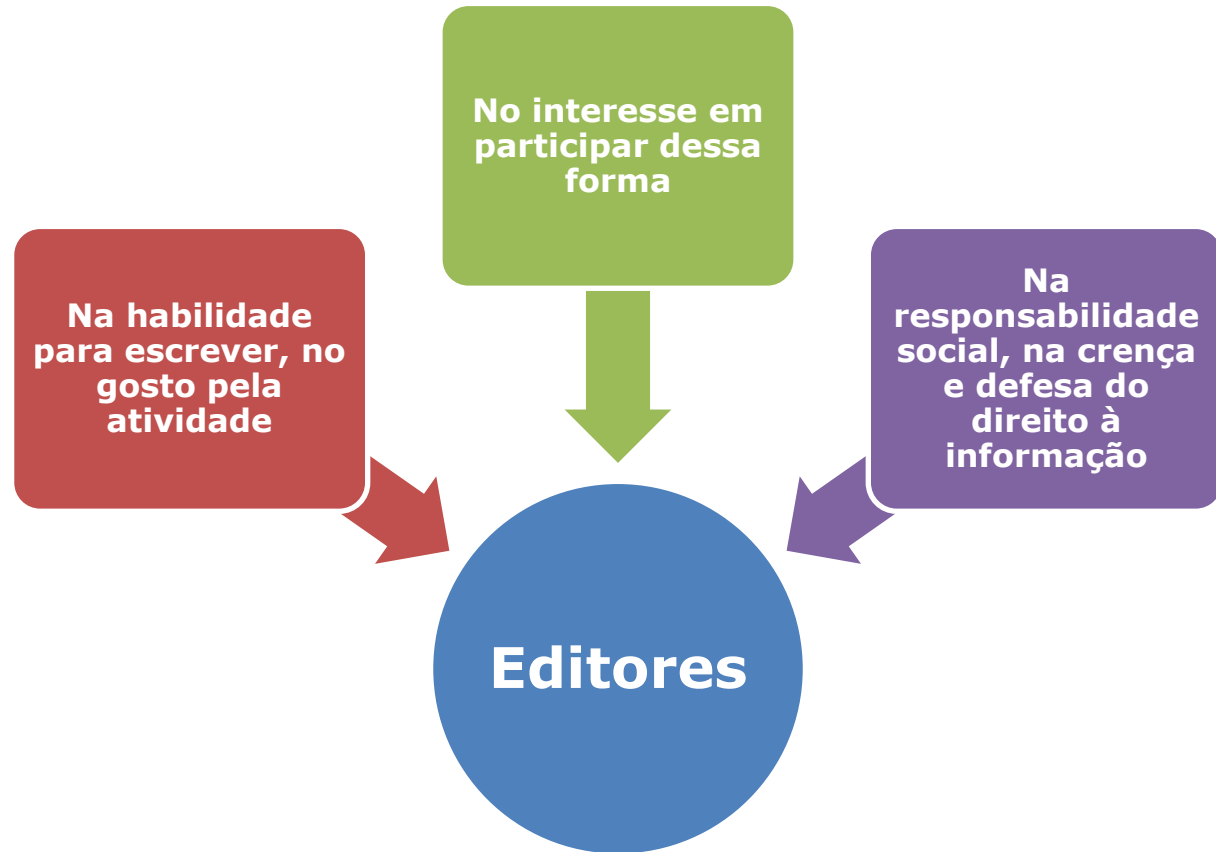 No interesse em
participar dessa
forma
Na habilidade
para escrever, no
gosto pela
atividade
Na
responsabilidade
social, na crença
e defesa do
direito à
informação
Editores